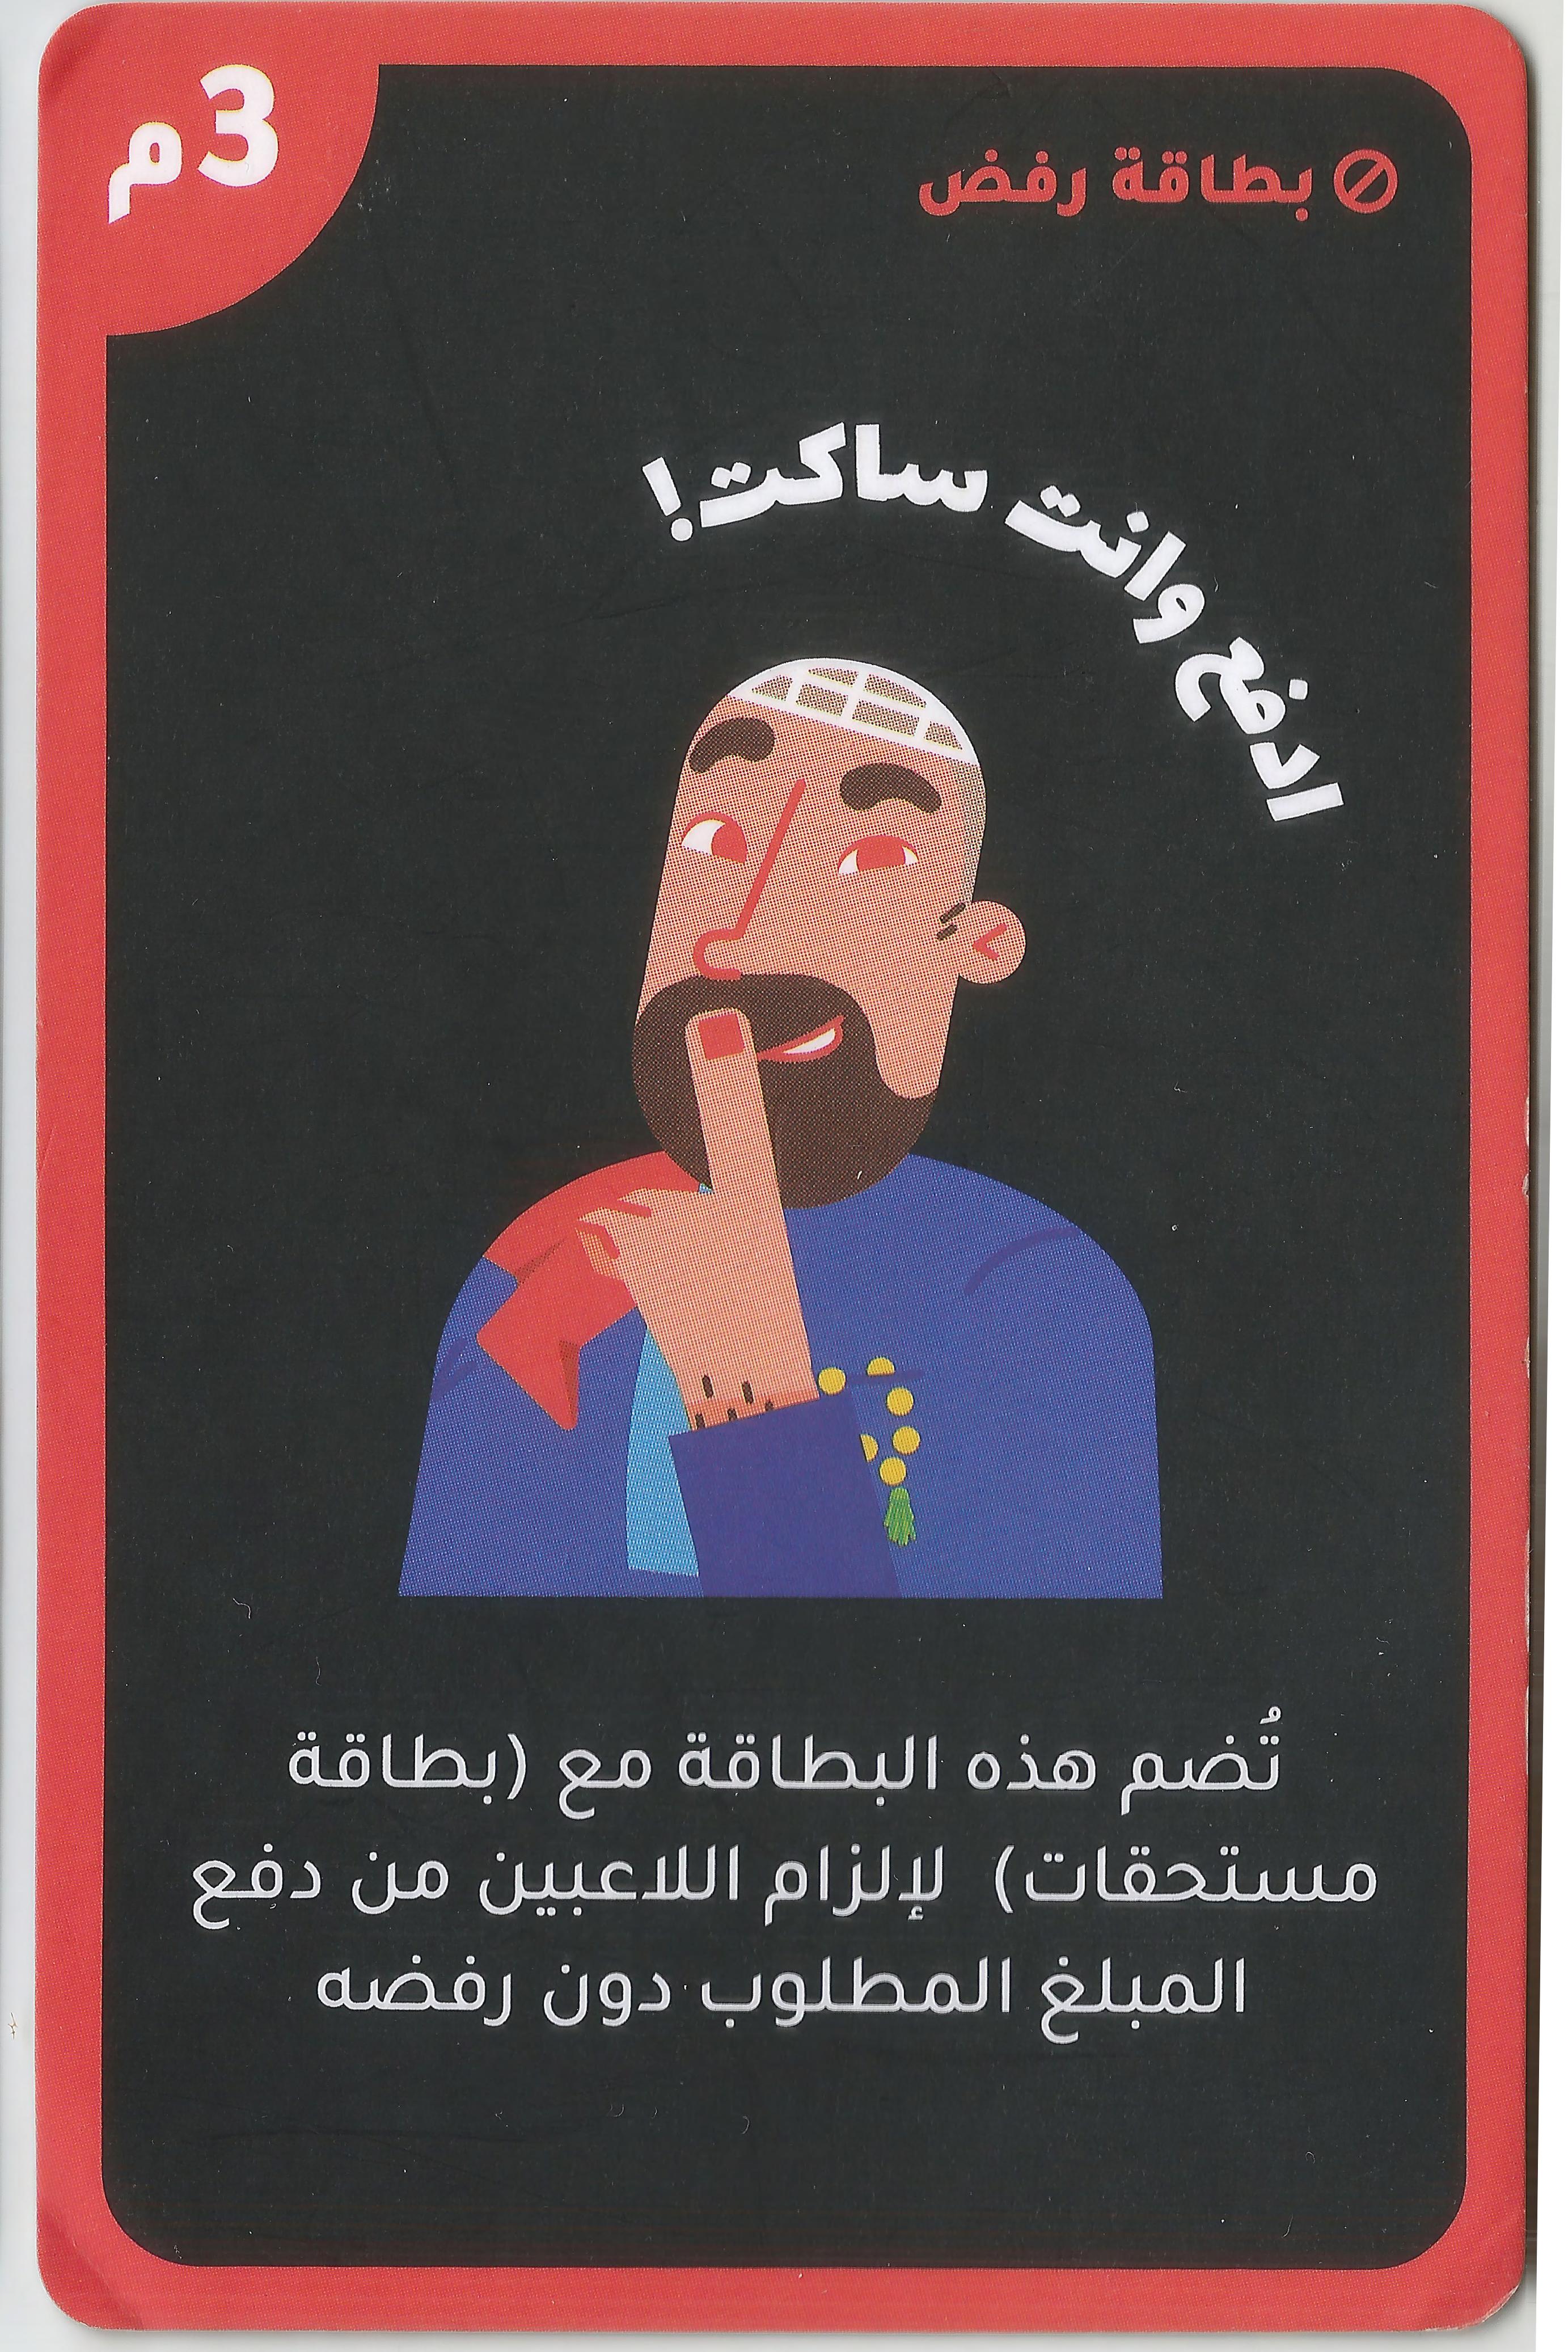 بطاقة رفض
3م
ادفع وانت ساكت!
تُضم هذه البطاقة مع (بطاقة
مستحقات) لإلزام اللاعبين من دفع
المبلغ المطلوب دون رفضه